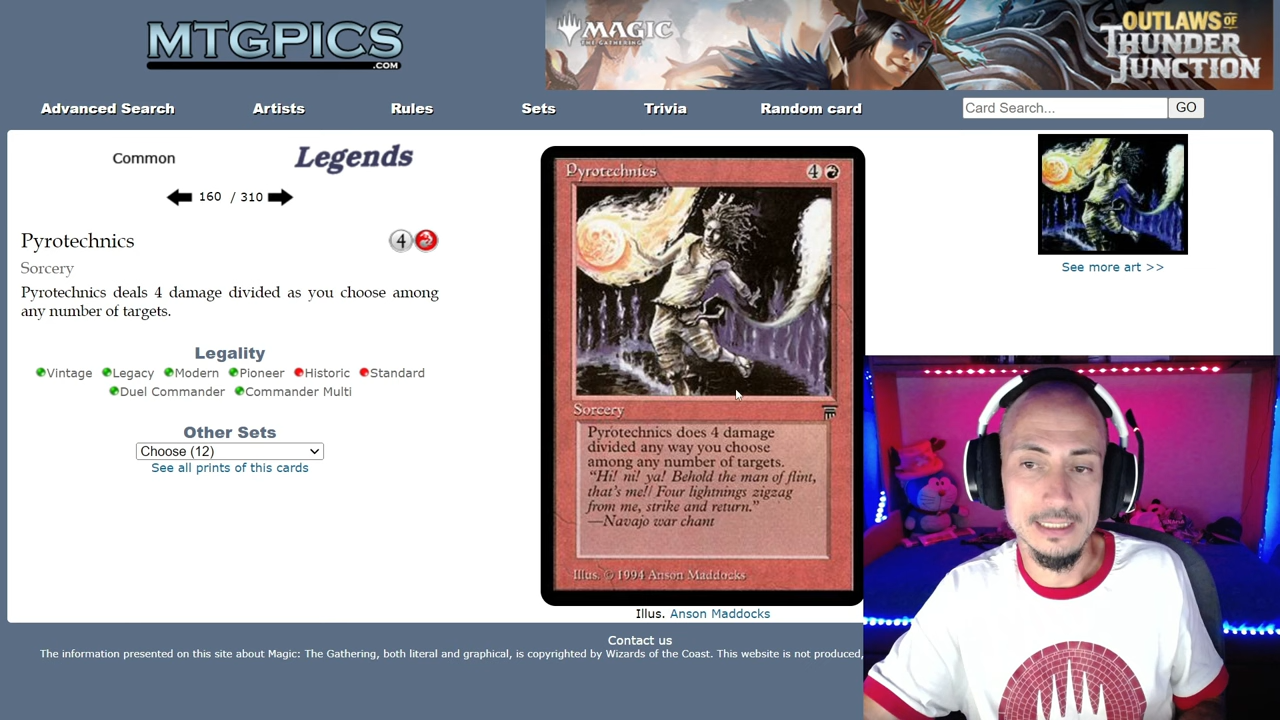 MTGPICS
.COM
MAGIC
THE GATHERING
OUTLAWS OF
THUNDER
JUNCTION
Advanced Search
Artists
Rules
Sets
Trivia
Random card
Card Search...
GO
Common
Legends
160 / 310
Pyrotechnics
4
Sorcery
Pyrotechnics deals 4 damage divided as you choose among
any number of targets.
Legality
Vintage Legacy Modern Pioneer Historic Standard
Duel Commander Commander Multi
Other Sets
Choose (12)
See all prints of this cards
Pyrotechnics
4
Sorcery
Pyrotechnics does 4 damage
divided any way you choose
among any number of targets.
"Hi! ni! ya! Behold the man of flint,
that's me!! Four lightnings zigzag
from me, strike and return."
—Navajo war chant
Illus. © 1994 Anson Maddocks
Illus. Anson Maddocks
See more art >>
Contact us
The information presented on this site about Magic: The Gathering, both literal and graphical, is copyrighted by Wizards of the Coast. This website is not produced,